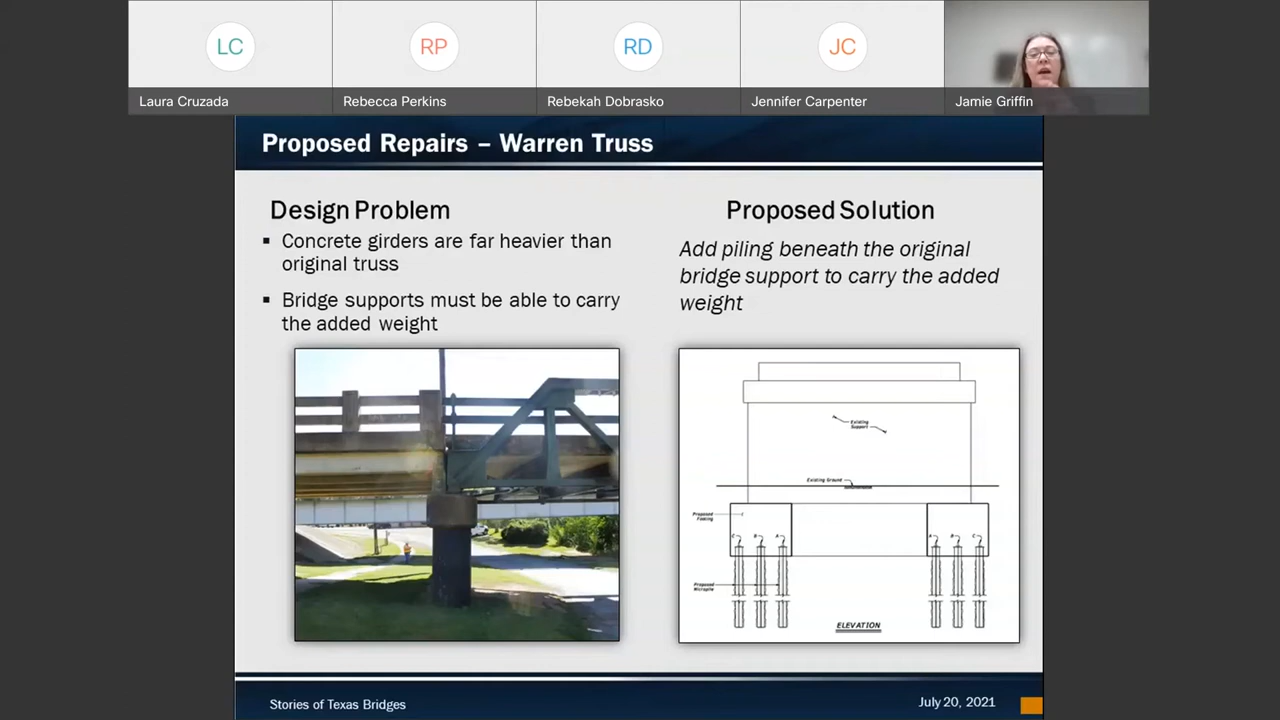 LC
RP
RD
JC
Laura Cruzada
Rebecca Perkins
Rebekah Dobrasko
Jennifer Carpenter
Jamie Griffin
Proposed Repairs – Warren Truss
Design Problem
▪ Concrete girders are far heavier than
original truss
▪ Bridge supports must be able to carry
the added weight
Proposed Solution
Add piling beneath the original
bridge support to carry the added
weight
Existing
Support
Existing Ground
Proposed
Footing
C
B
A
A
B
C
Proposed
Micropile
ELEVATION
Stories of Texas Bridges
July 20, 2021